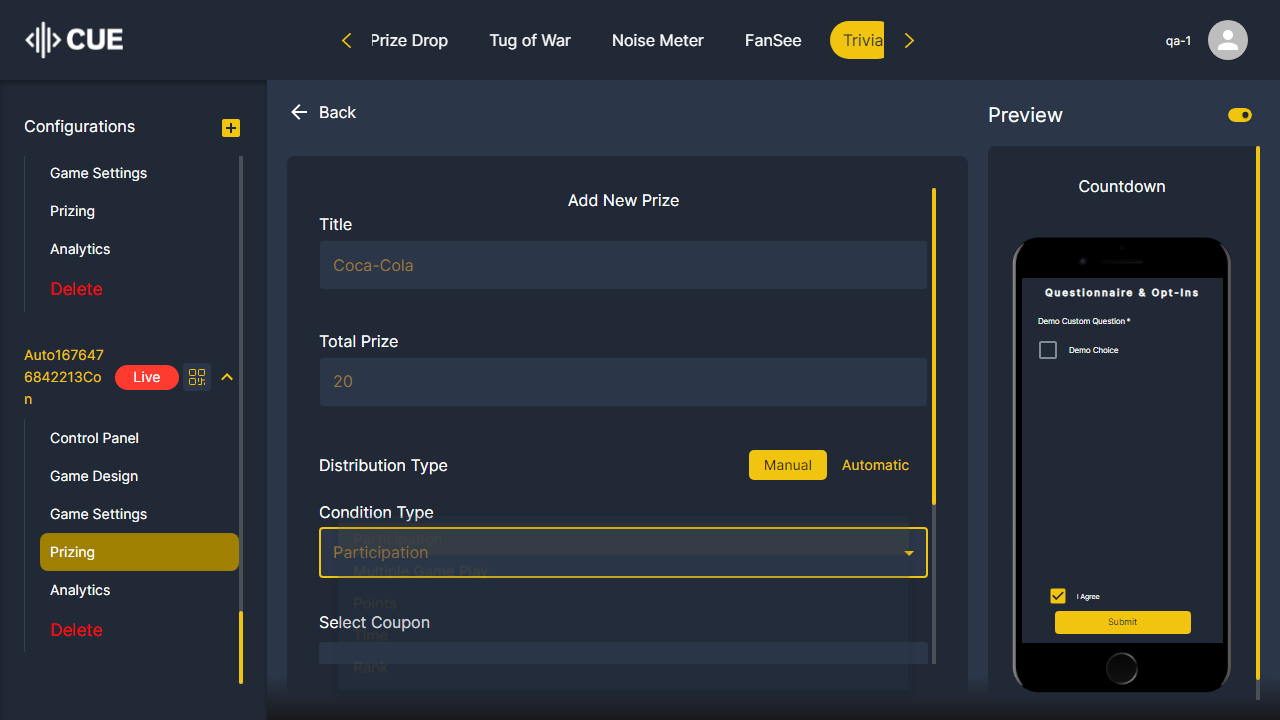 CUE
Prize Drop
Tug of War
Noise Meter
FanSee
Trivia
qa-1
Configurations
Game Settings
Prizing
Analytics
Delete
Auto167647
6842213Co
n
Live
Control Panel
Game Design
Game Settings
Prizing
Analytics
Delete
Back
Add New Prize
Title
Coca-Cola
Total Prize
20
Distribution Type
Manual
Automatic
Condition Type
Participation
Participation
Multiple Game Play
Points
Select Coupon
Time
Rank
Preview
Countdown
Questionnaire & Opt-Ins
Demo Custom Question *
Demo Choice
I Agree
Submit